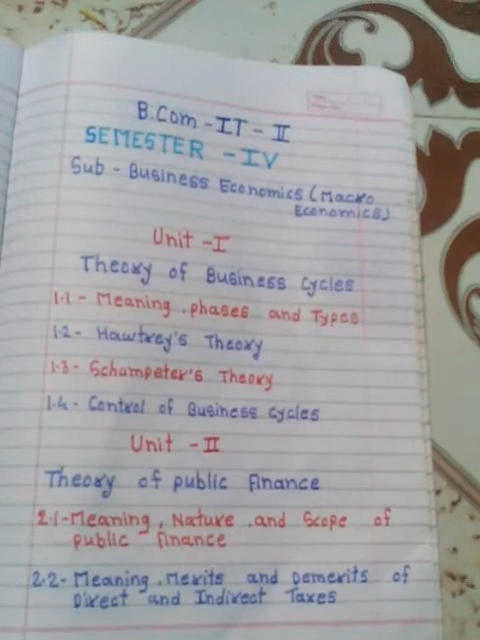 B.Com - IT - II
SEMESTER - IV
Sub - Business Economics (Macro
Economics)
Unit - I
Theory of Business Cycles
1.1 - Meaning, phases and Types
1.2 - Hawtrey's Theory
1.3 - Schumpeter's Theory
1.4 - Control of Business Cycles
Unit - II
Theory of public finance
2.1 - Meaning, Nature and Scope of
public finance
2.2 - Meaning, Merits and Demerits of
Direct and Indirect Taxes